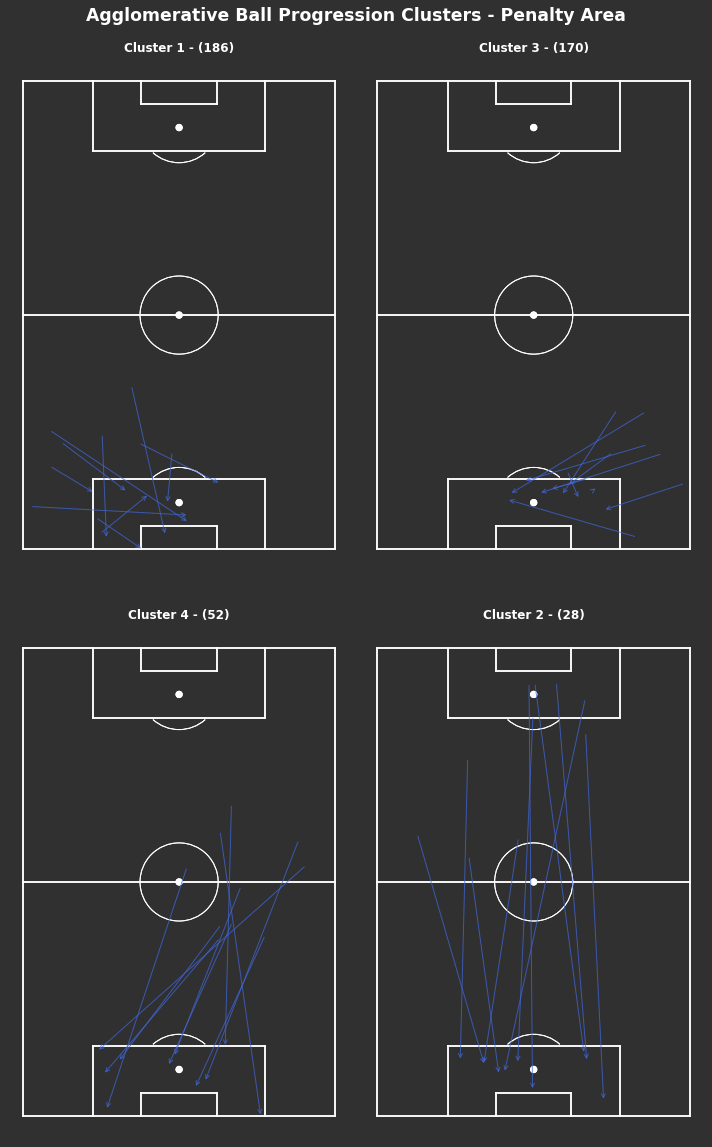 Agglomerative Ball Progression Clusters - Penalty Area
Cluster 1 - (186)
Cluster 3 - (170)
Cluster 4 - (52)
Cluster 2 - (28)